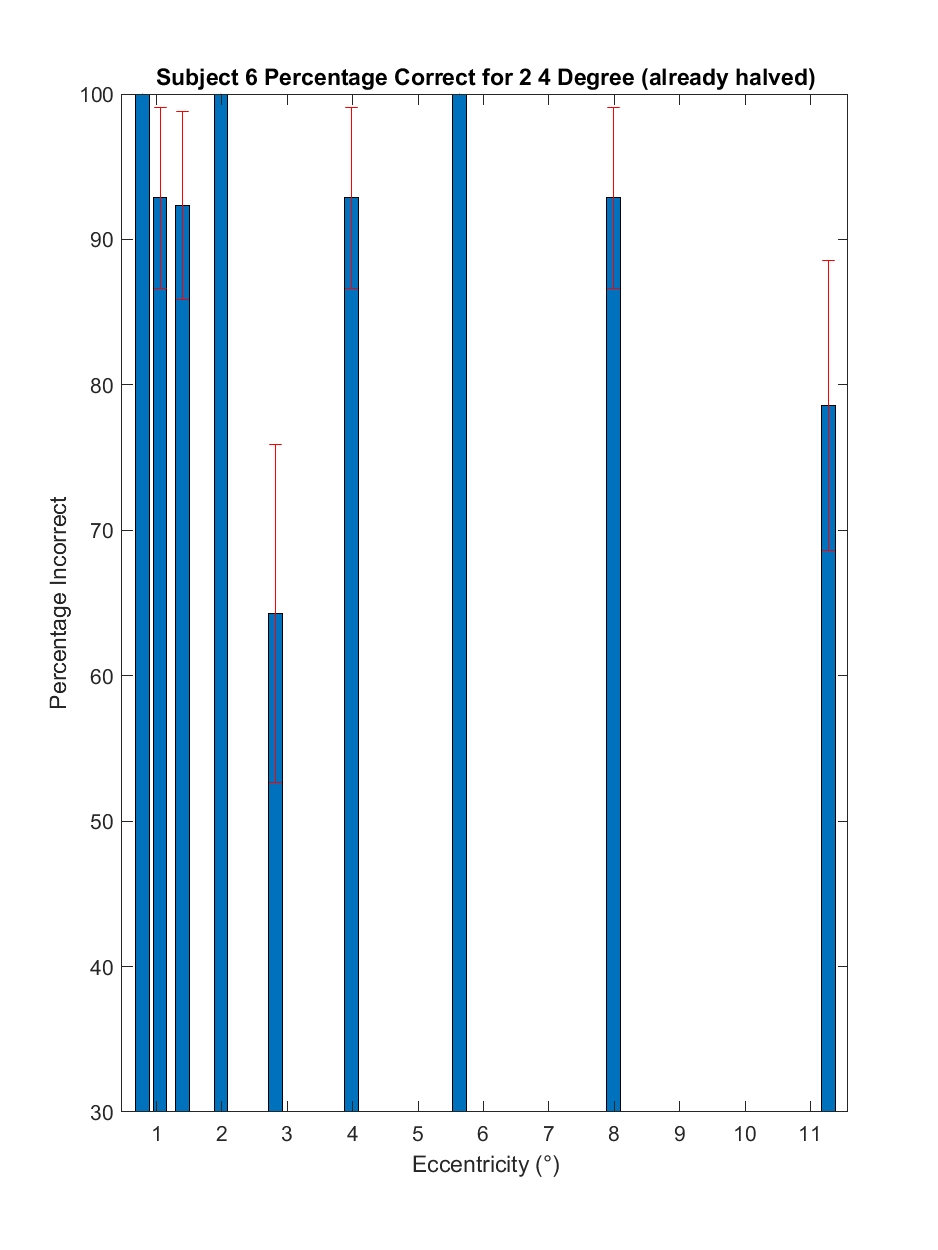 Subject 6 Percentage Correct for 2 4 Degree (already halved)
100
90
80
70
60
50
40
30
Percentage Incorrect
1 2 3 4 5 6 7 8 9 10 11
Eccentricity (°)